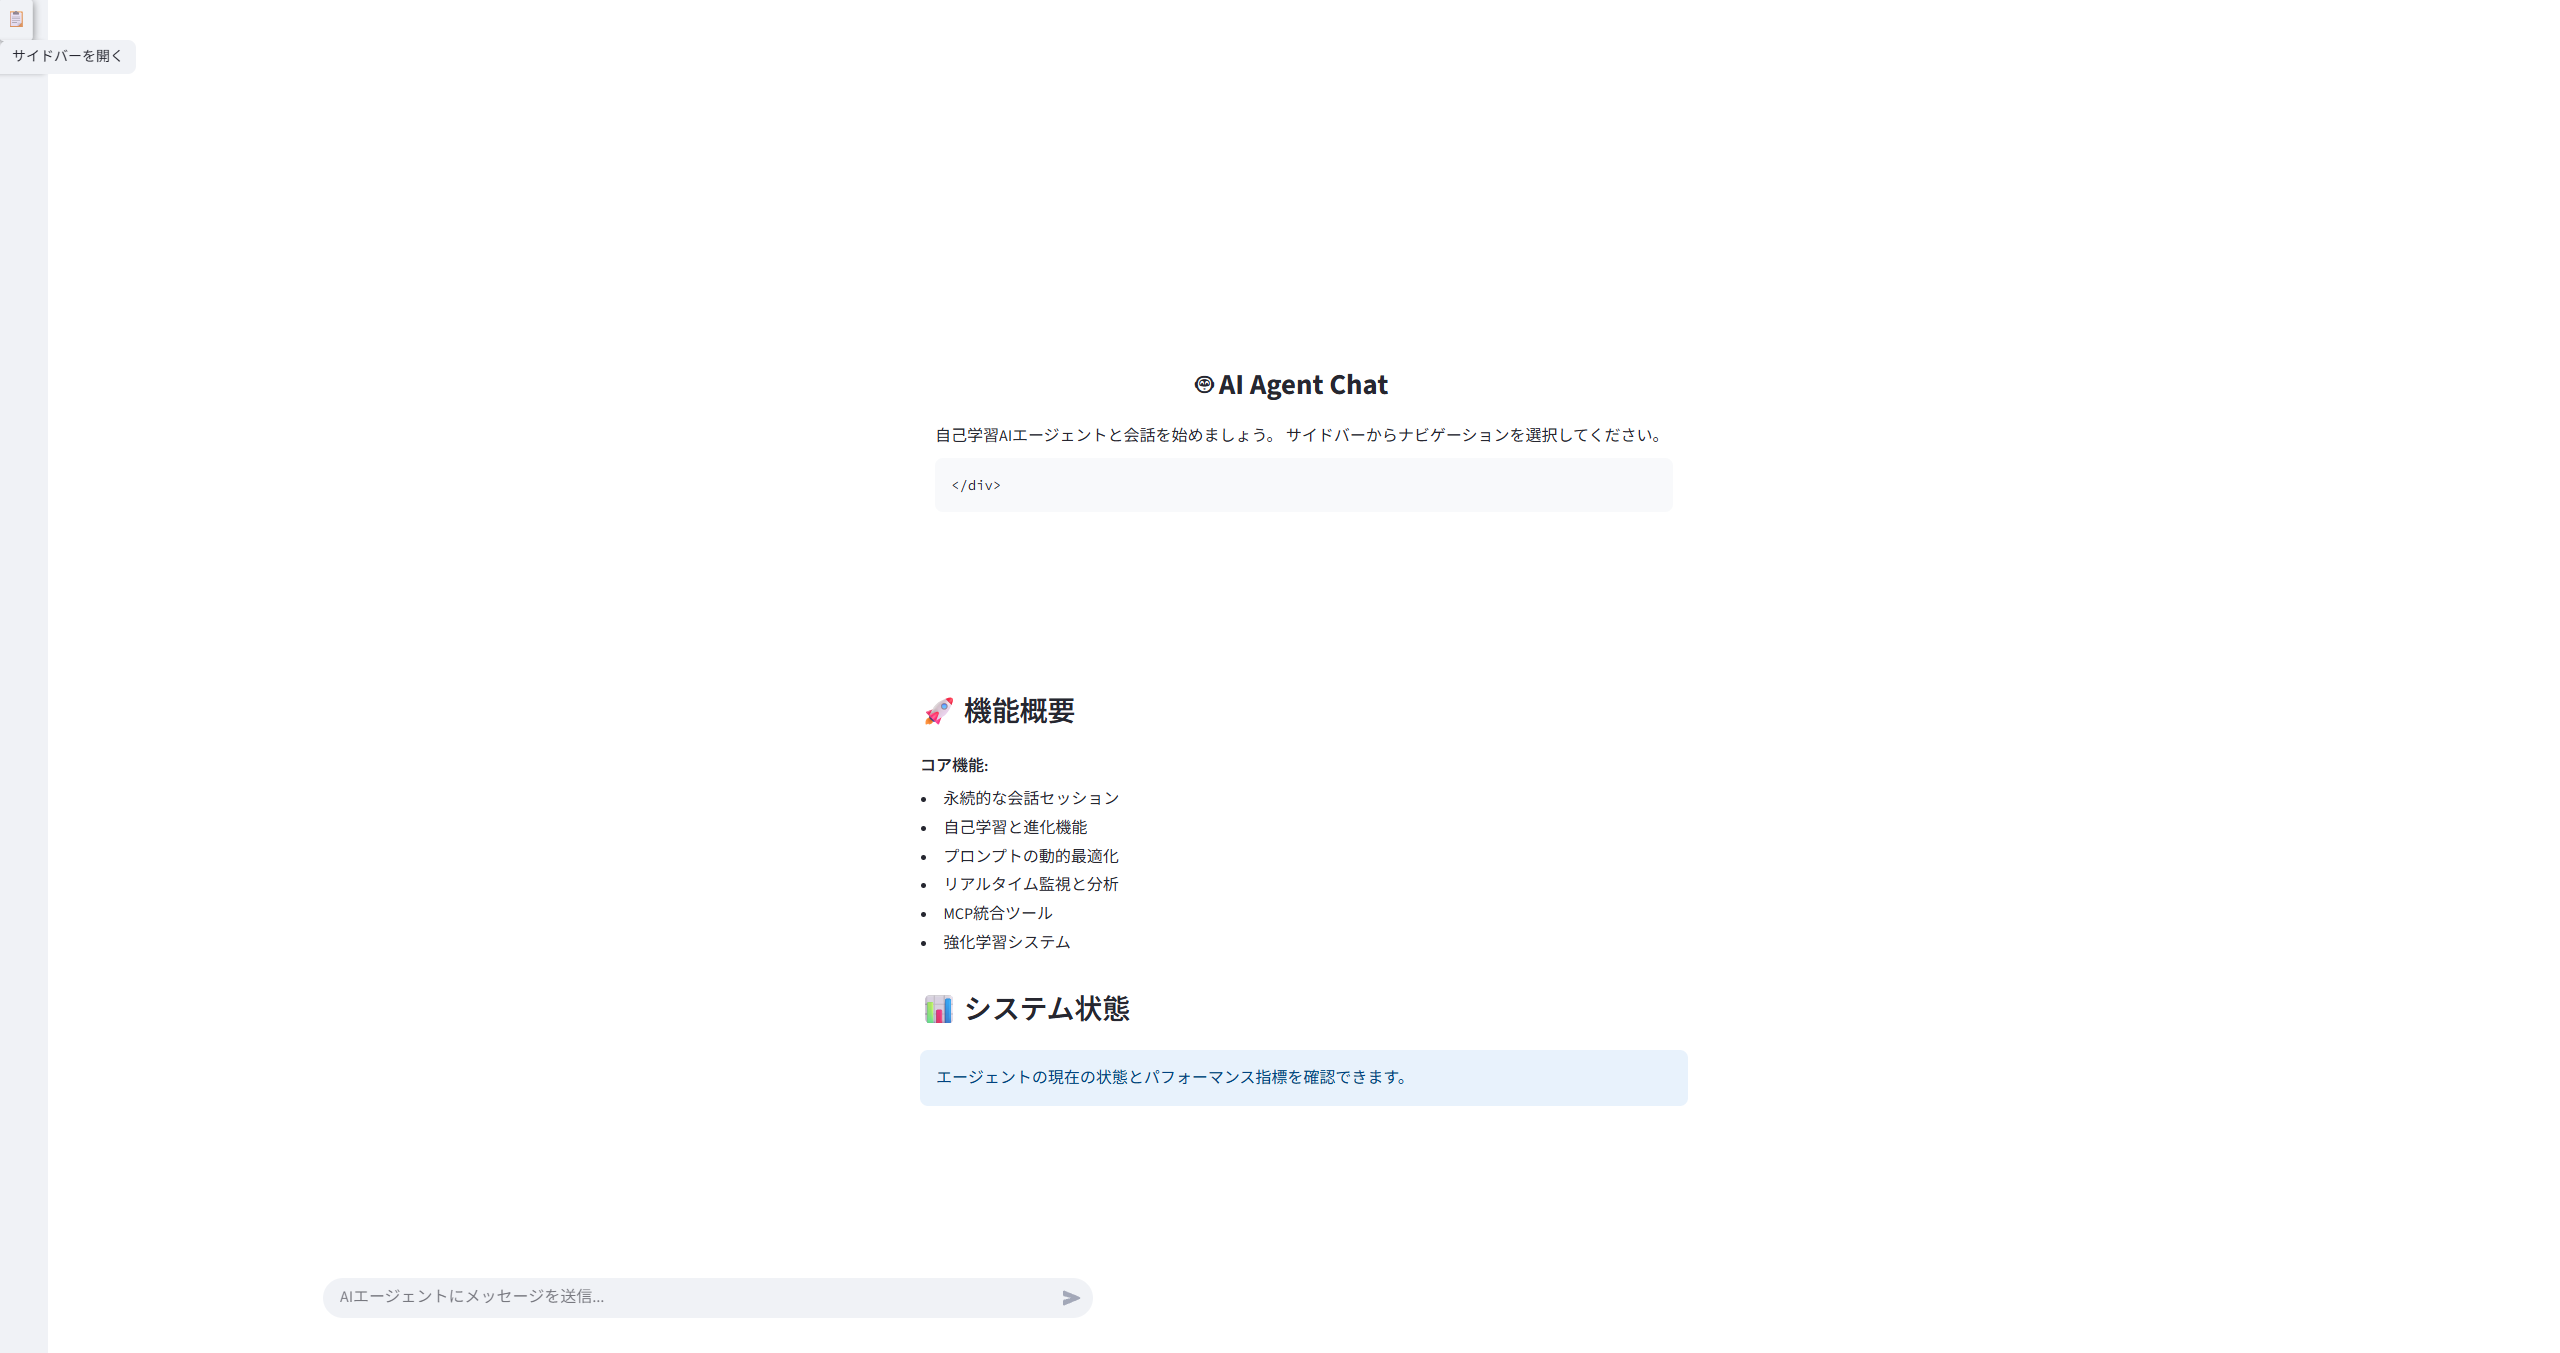 サイドバーを開く
AI Agent Chat
自己学習AIエージェントと会話を始めましょう。 サイドバーからナビゲーションを選択してください。
</div>
機能概要
コア機能:
永続的な会話セッション
自己学習と進化機能
プロンプトの動的最適化
リアルタイム監視と分析
MCP統合ツール
強化学習システム
システム状態
エージェントの現在の状態とパフォーマンス指標を確認できます。
AIエージェントにメッセージを送信...